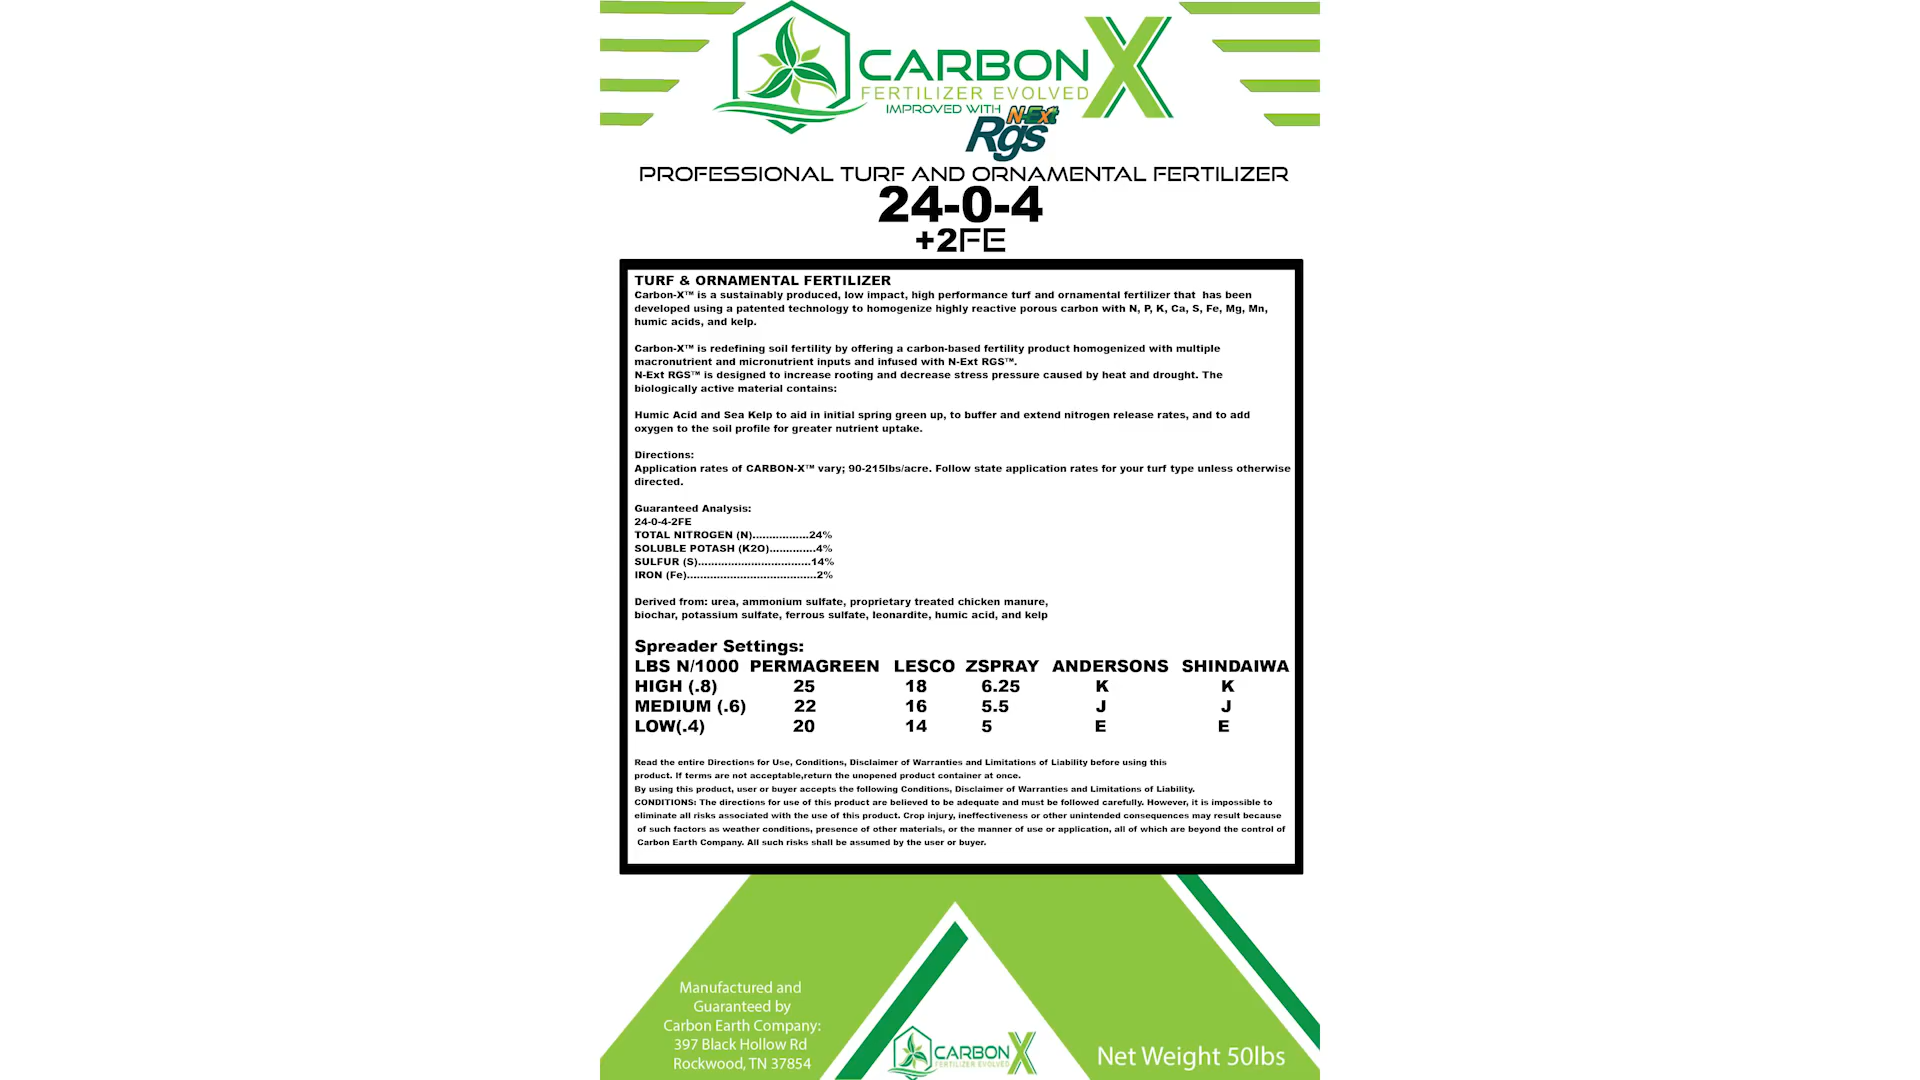 CARBON X
FERTILIZER EVOLVED
IMPROVED WITH N-Ext
Rgs
PROFESSIONAL TURF AND ORNAMENTAL FERTILIZER
24-0-4
+2FE
TURF & ORNAMENTAL FERTILIZER
Carbon-X™ is a sustainably produced, low impact, high performance turf and ornamental fertilizer that has been
developed using a patented technology to homogenize highly reactive porous carbon with N, P, K, Ca, S, Fe, Mg, Mn,
humic acids, and kelp.
Carbon-X™ is redefining soil fertility by offering a carbon-based fertility product homogenized with multiple
macronutrient and micronutrient inputs and infused with N-Ext RGS™.
N-Ext RGS™ is designed to increase rooting and decrease stress pressure caused by heat and drought. The
biologically active material contains:
Humic Acid and Sea Kelp to aid in initial spring green up, to buffer and extend nitrogen release rates, and to add
oxygen to the soil profile for greater nutrient uptake.
Directions:
Application rates of CARBON-X™ vary; 90-215lbs/acre. Follow state application rates for your turf type unless otherwise
directed.
Guaranteed Analysis:
24-0-4-2FE
TOTAL NITROGEN (N).................24%
SOLUBLE POTASH (K2O)..............4%
SULFUR (S)..................................14%
IRON (Fe).......................................2%
Derived from: urea, ammonium sulfate, proprietary treated chicken manure,
biochar, potassium sulfate, ferrous sulfate, leonardite, humic acid, and kelp
Spreader Settings:
LBS N/1000 PERMAGREEN LESCO ZSPRAY ANDERSONS SHINDAIWA
HIGH (.8) 25 18 6.25 K K
MEDIUM (.6) 22 16 5.5 J J
LOW(.4) 20 14 5 E E
Read the entire Directions for Use, Conditions, Disclaimer of Warranties and Limitations of Liability before using this
product. If terms are not acceptable,return the unopened product container at once.
By using this product, user or buyer accepts the following Conditions, Disclaimer of Warranties and Limitations of Liability.
CONDITIONS: The directions for use of this product are believed to be adequate and must be followed carefully. However, it is impossible to
eliminate all risks associated with the use of this product. Crop injury, ineffectiveness or other unintended consequences may result because
of such factors as weather conditions, presence of other materials, or the manner of use or application, all of which are beyond the control of
Carbon Earth Company. All such risks shall be assumed by the user or buyer.
Manufactured and
Guaranteed by
Carbon Earth Company:
397 Black Hollow Rd
Rockwood, TN 37854
CARBON X
FERTILIZER EVOLVED
Net Weight 50lbs